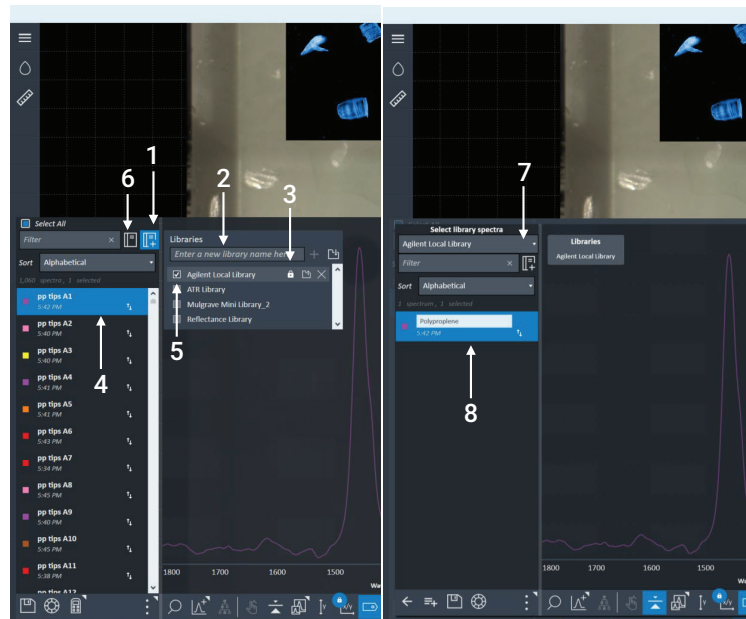 6
1
2
3
Select All
Filter ×
Sort Alphabetical
1,060 spectra, 1 selected
pp tips A1
5:42 PM
pp tips A2
5:40 PM
pp tips A3
5:40 PM
4
pp tips A4
5:41 PM
pp tips A5
5:41 PM
pp tips A6
5:43 PM
pp tips A7
5:34 PM
pp tips A8
5:45 PM
pp tips A9
5:40 PM
pp tips A10
5:45 PM
pp tips A11
5:38 PM
pp tips A12
Libraries
Enter a new library name here
Agilent Local Library
ATR Library
Mulgrave Mini Library_2
Reflectance Library
5
1800 1700 1600 1500
Wa
Y
x/y
7
Select library spectra
Agilent Local Library
Filter ×
Sort Alphabetical
1 spectrum, 1 selected
Polyproplene
5:42 PM
8
Libraries
Agilent Local Library
1800 1700 1600 1500
Wa
Y
x/y